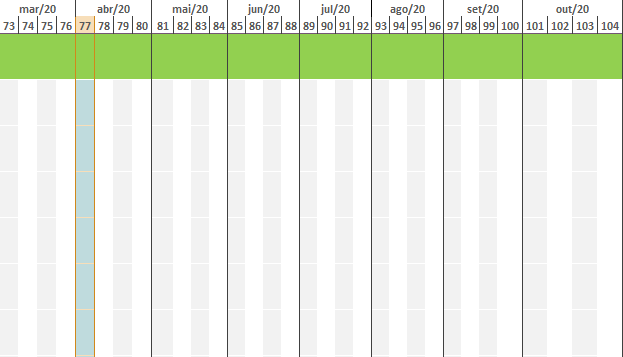 mar/20 abr/20 mai/20 jun/20 jul/20 ago/20 set/20 out/20
73 74 75 76 77 78 79 80 81 82 83 84 85 86 87 88 89 90 91 92 93 94 95 96 97 98 99 100 101 102 103 104